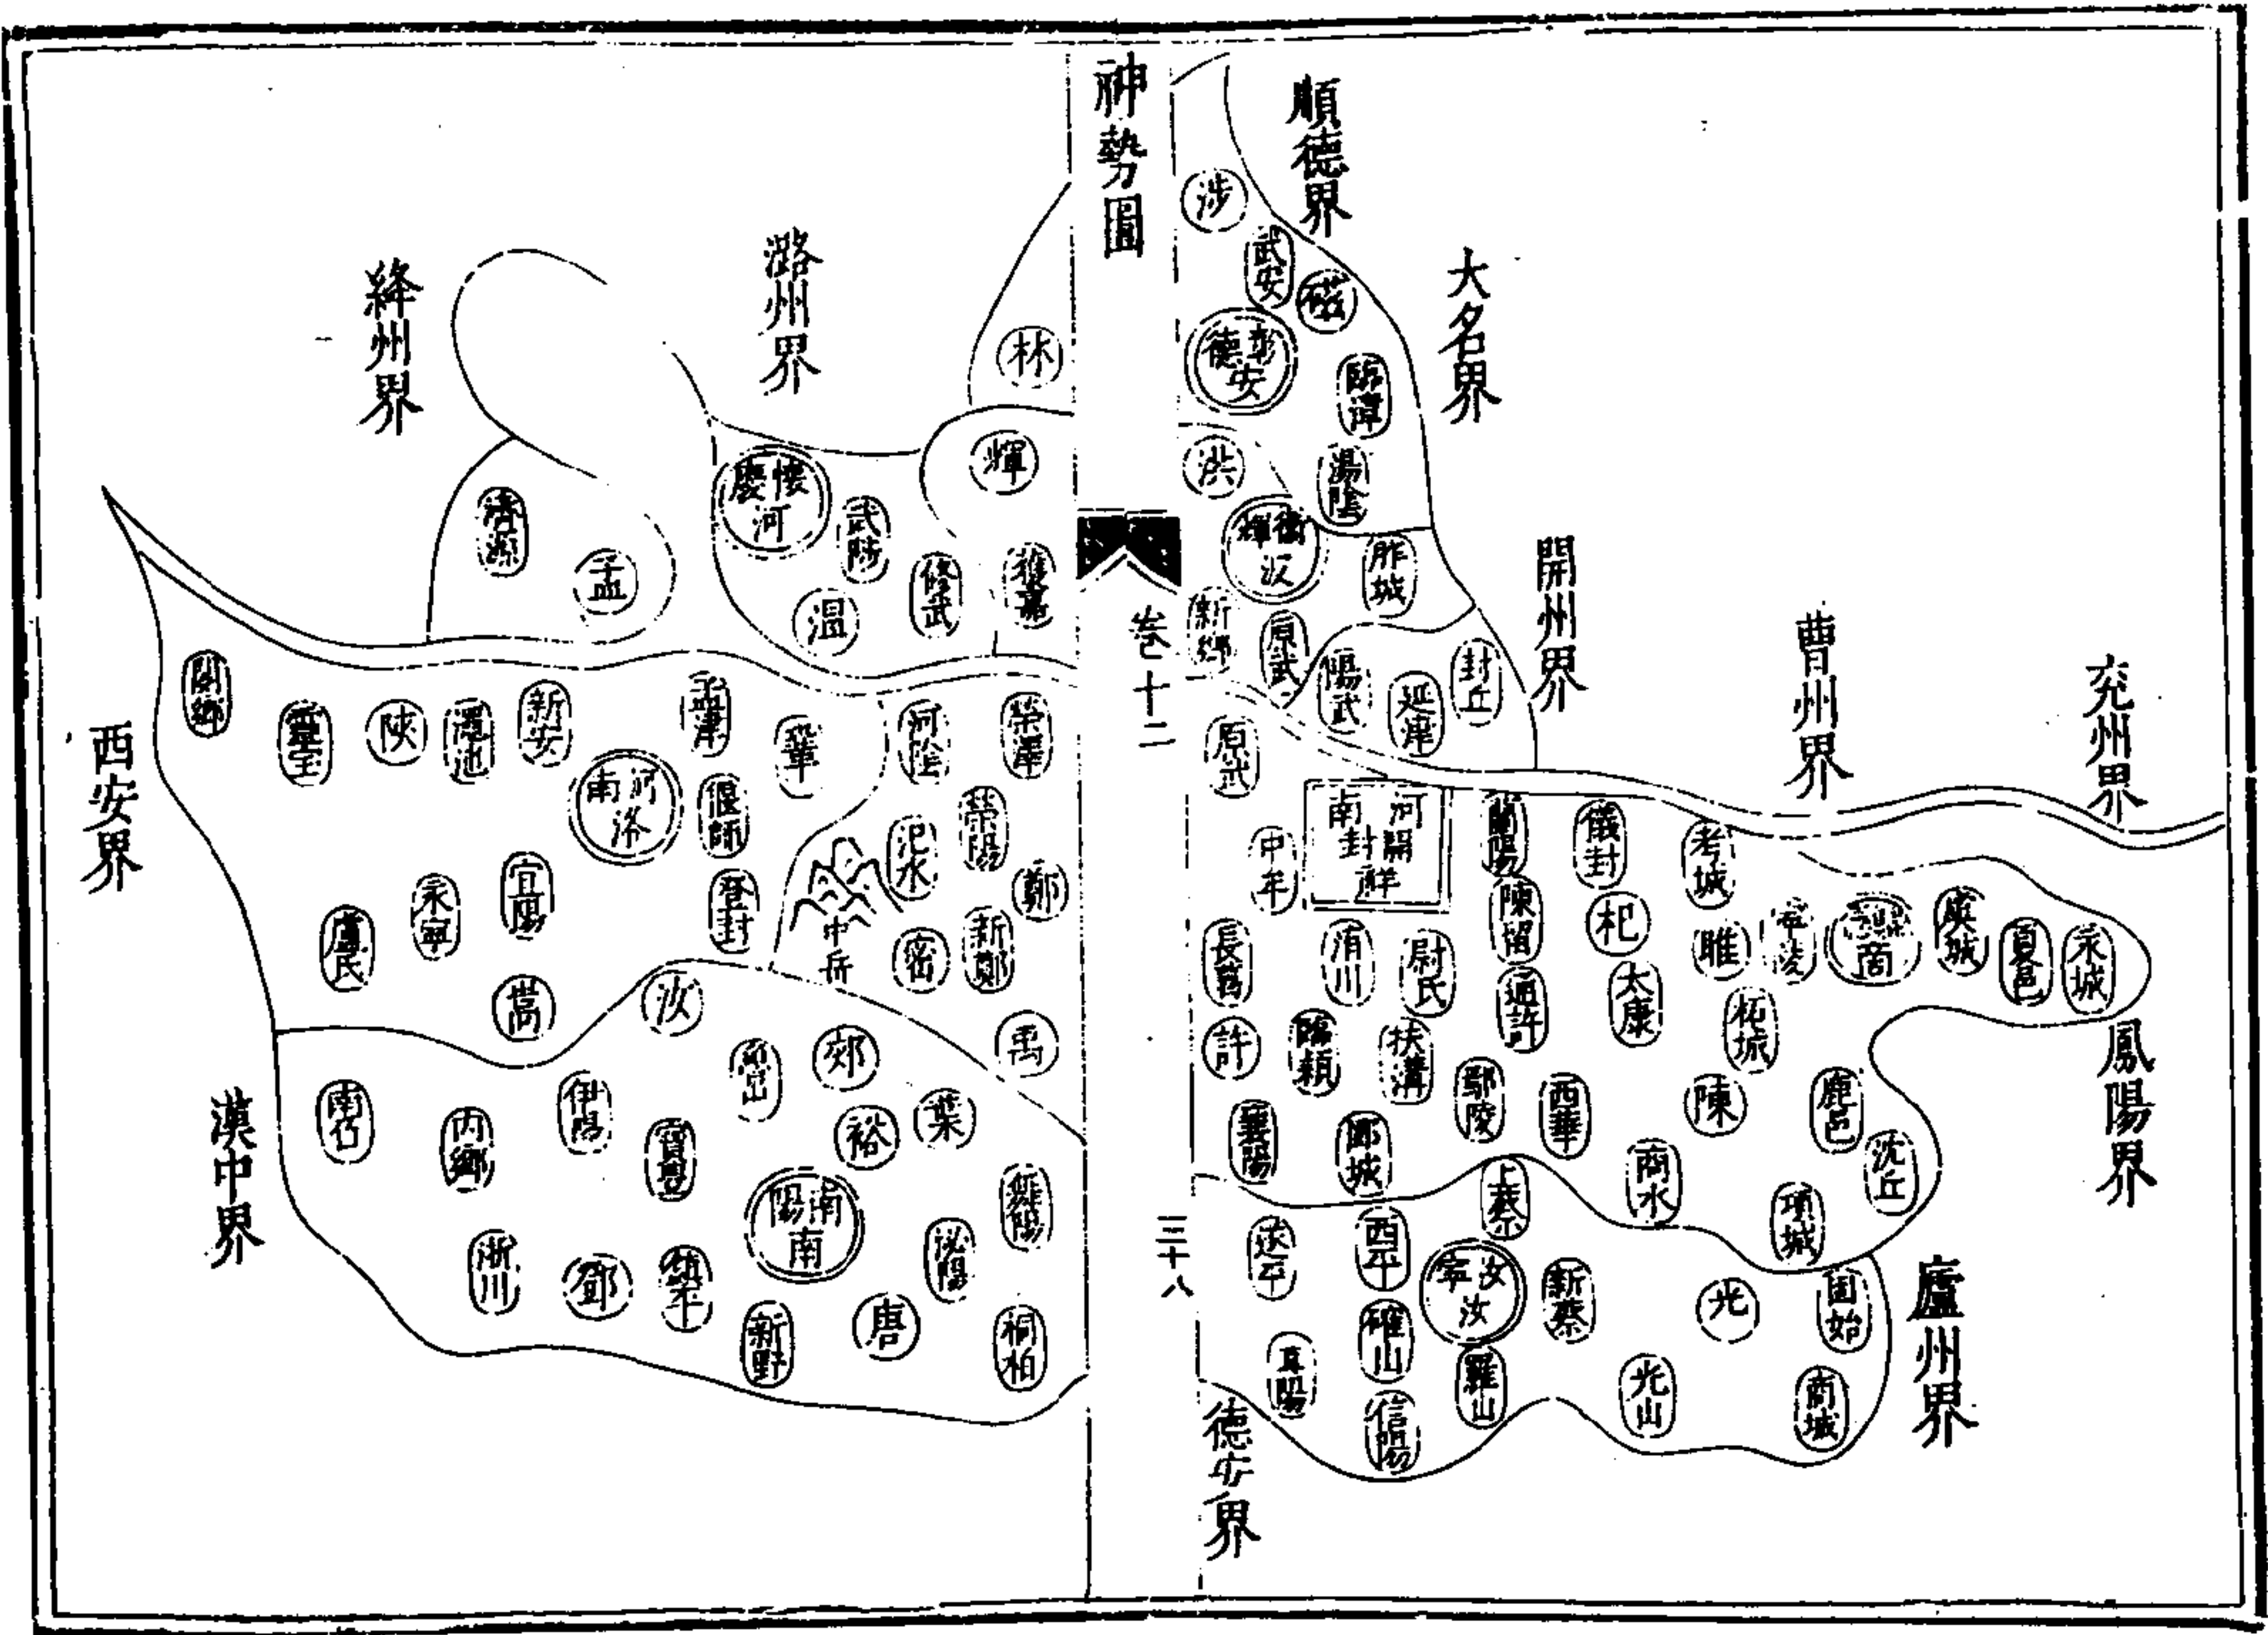 神勢圖
卷十二
三十八
順德界
大名界
開州界
曹州界
兗州界
鳳陽界
廬州界
德安界
潞州界
絳州界
西安界
漢中界
涉
武安
磁
彰德安
臨漳
湯陰
洪
衛輝汲
胙城
新鄉
原武
陽武
延津
封丘
原武
河南開封祥
中牟
蘭陽
儀封
考城
陳留
杞
睢
寧陵
商
虞城
夏邑
永城
長葛
洧川
尉氏
通許
太康
柘城
許
臨頴
扶溝
鄢陵
西華
陳
鹿邑
沈丘
襄陽
郾城
上蔡
商水
項城
遂平
西平
汝寧汝
新蔡
光
固始
真陽
確山
羅山
光山
商城
信陽
林
輝
懷慶河
武陟
修武
獲嘉
溫
濟源
孟
閿鄉
靈宝
陝
澠池
新安
孟津
鞏
河陰
滎澤
河南洛
偃師
汜水
滎陽
鄭
中岳
登封
宜陽
永寧
盧氏
嵩
汝
密
新鄭
禹
郟
葉
裕
伊陽
寶豊
內鄉
南召
南陽南
舞陽
泌陽
淅川
鄧
鎮平
新野
唐
桐柏